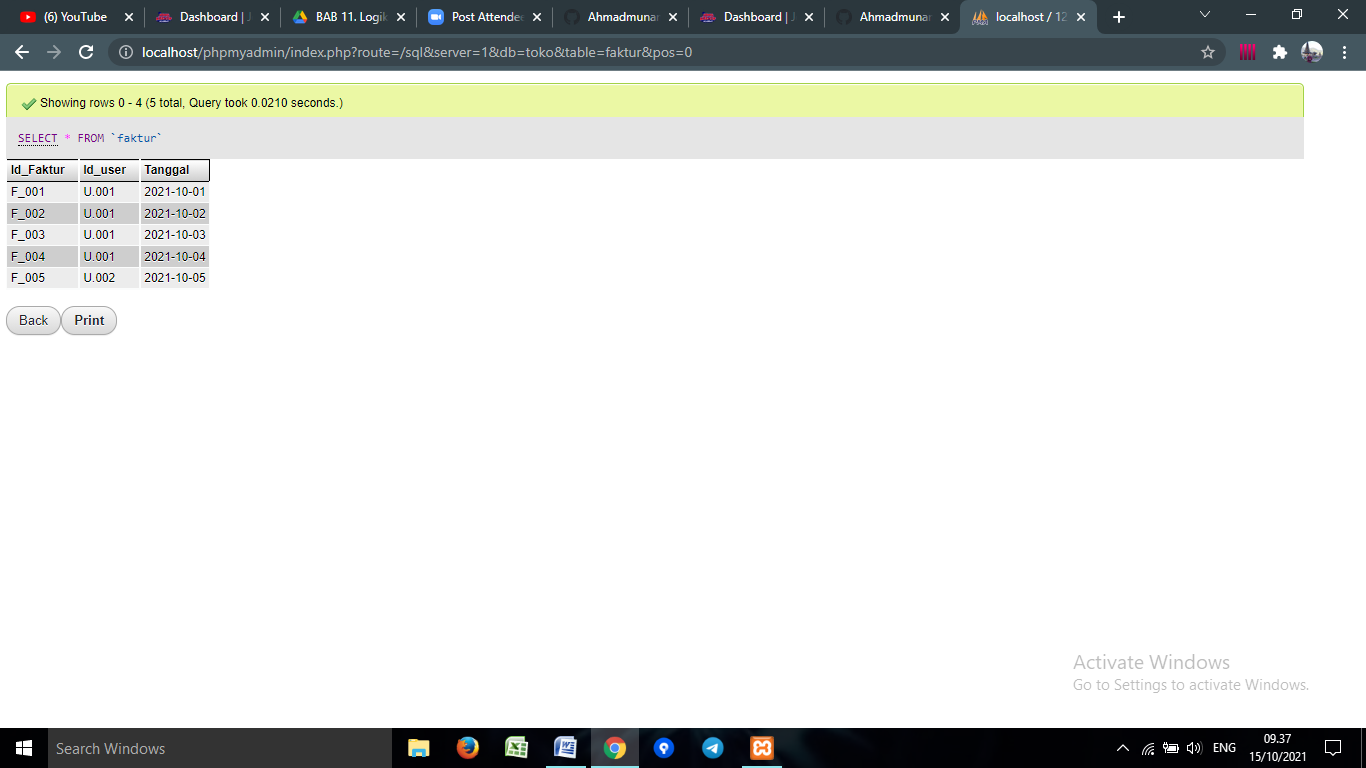 (6) YouTube
Dashboard | J
BAB 11. Logik
Post Attende
Ahmadmunar
Dashboard | J
Ahmadmunar
localhost / 12
localhost/phpmyadmin/index.php?route=/sql&server=1&db=toko&table=faktur&pos=0
Showing rows 0 - 4 (5 total, Query took 0.0210 seconds.)
SELECT * FROM `faktur`
Id_Faktur Id_user Tanggal
F_001 U.001 2021-10-01
F_002 U.001 2021-10-02
F_003 U.001 2021-10-03
F_004 U.001 2021-10-04
F_005 U.002 2021-10-05
Back Print
Activate Windows
Go to Settings to activate Windows.
Search Windows
ENG
09.37
15/10/2021